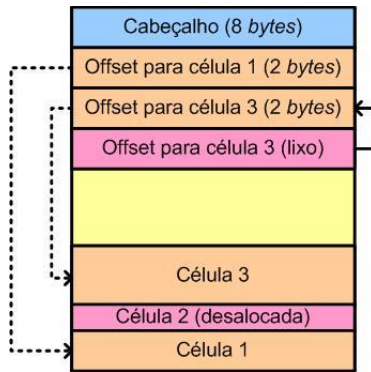 Cabeçalho (8 bytes)
Offset para célula 1 (2 bytes)
Offset para célula 3 (2 bytes)
Offset para célula 3 (lixo)
Célula 3
Célula 2 (desalocada)
Célula 1